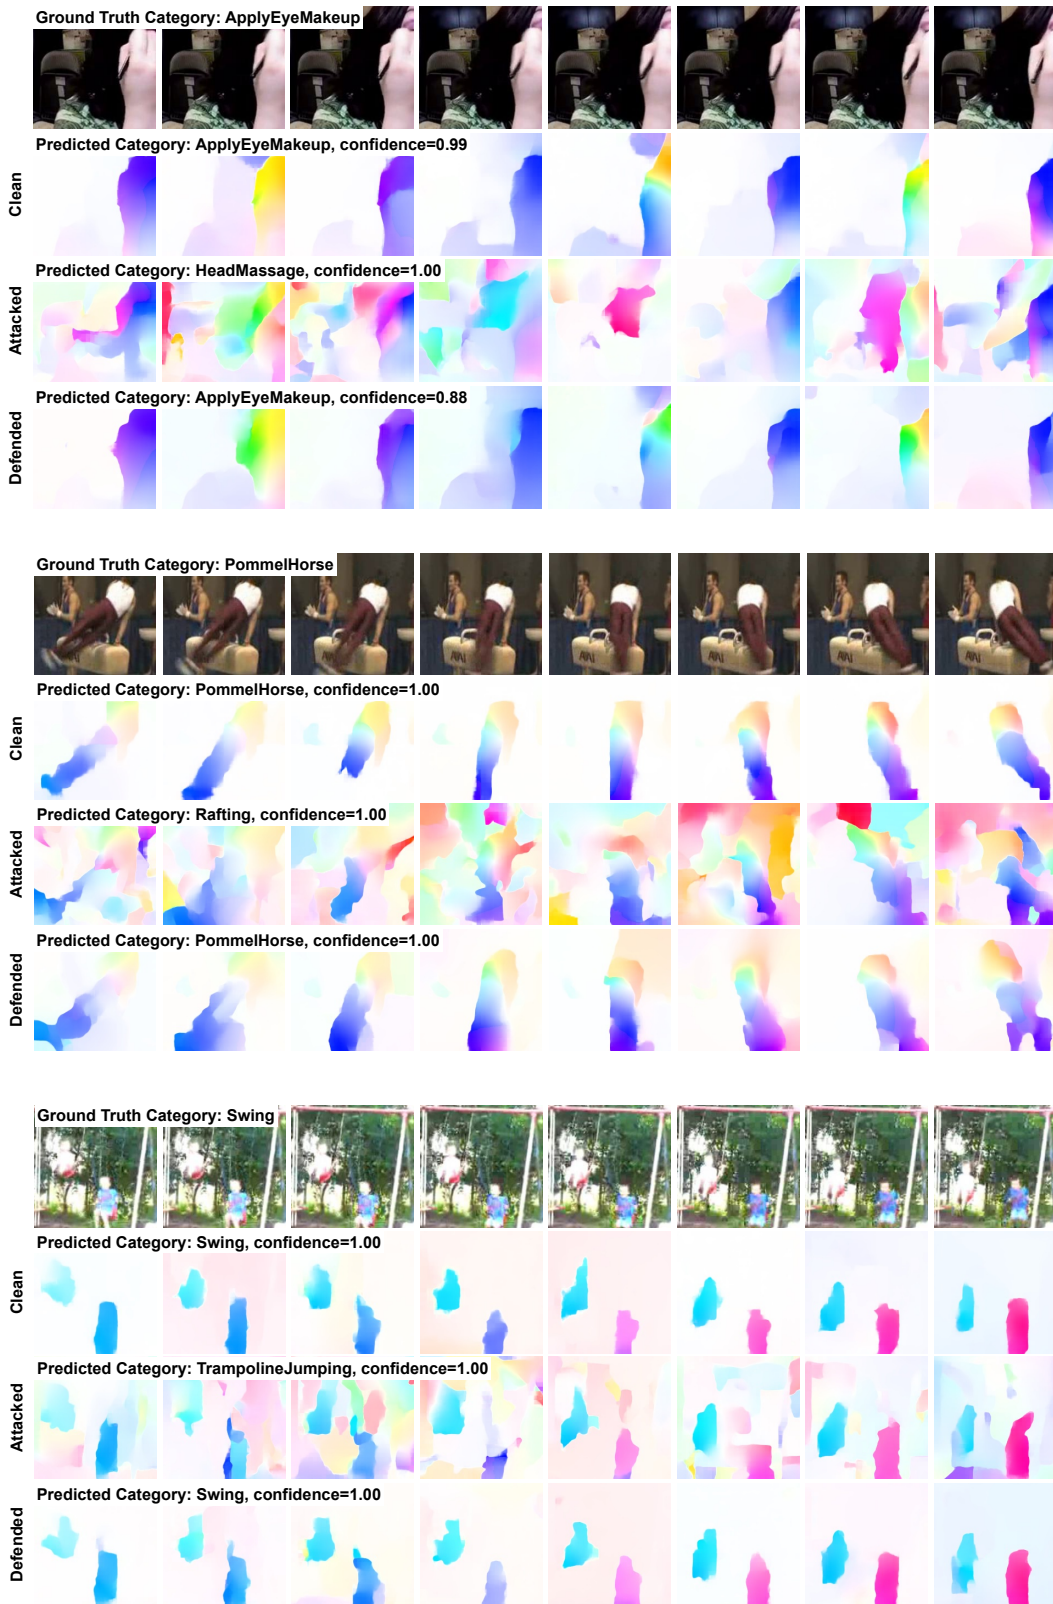 Ground Truth Category: ApplyEyeMakeup
Predicted Category: ApplyEyeMakeup, confidence=0.99
Clean
Predicted Category: HeadMassage, confidence=1.00
Attacked
Predicted Category: ApplyEyeMakeup, confidence=0.88
Defended
Ground Truth Category: PommelHorse
Predicted Category: PommelHorse, confidence=1.00
Clean
Predicted Category: Rafting, confidence=1.00
Attacked
Predicted Category: PommelHorse, confidence=1.00
Defended
Ground Truth Category: Swing
Predicted Category: Swing, confidence=1.00
Clean
Predicted Category: TrampolineJumping, confidence=1.00
Attacked
Predicted Category: Swing, confidence=1.00
Defended